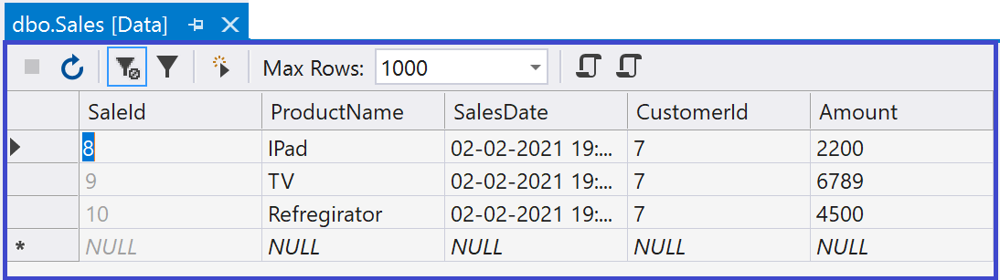 dbo.Sales [Data]
Max Rows: 1000
SaleId ProductName SalesDate CustomerId Amount
8 IPad 02-02-2021 19:... 7 2200
9 TV 02-02-2021 19:... 7 6789
10 Refregirator 02-02-2021 19:... 7 4500
* NULL NULL NULL NULL NULL